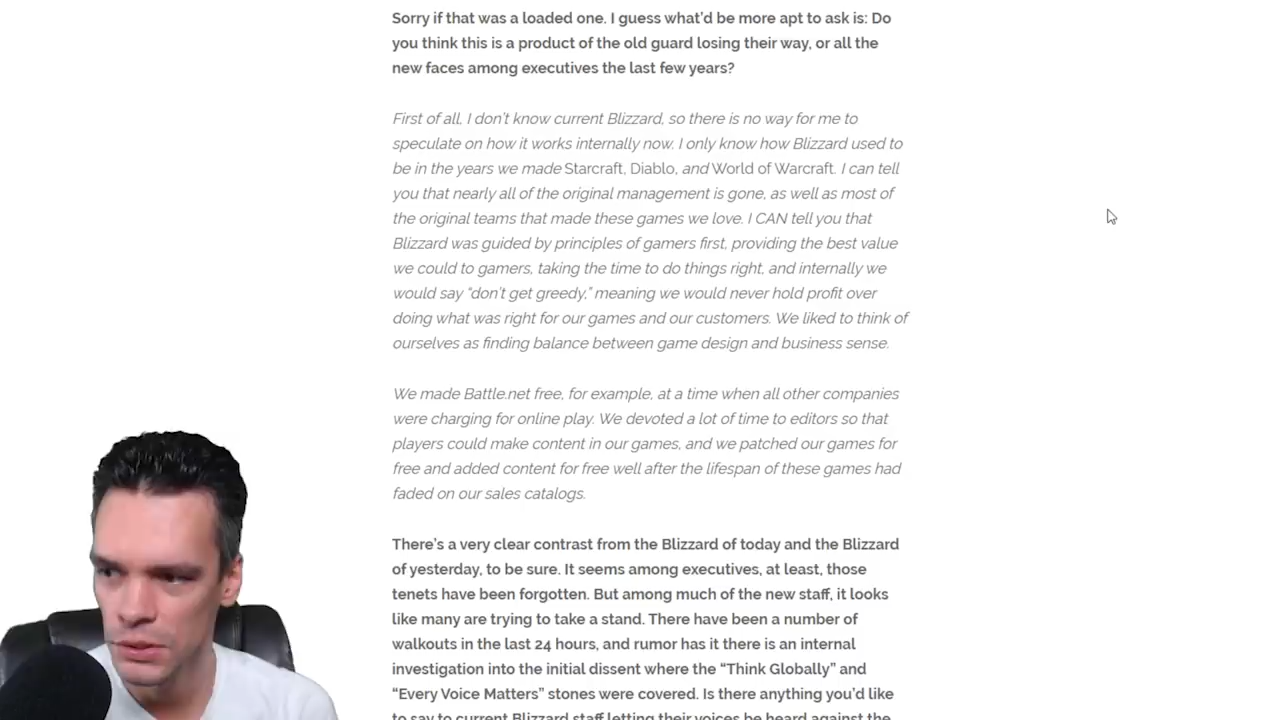 Sorry if that was a loaded one. I guess what'd be more apt to ask is: Do
you think this is a product of the old guard losing their way, or all the
new faces among executives the last few years?
First of all, I don't know current Blizzard, so there is no way for me to
speculate on how it works internally now. I only know how Blizzard used to
be in the years we made Starcraft, Diablo, and World of Warcraft. I can tell
you that nearly all of the original management is gone, as well as most of
the original teams that made these games we love. I CAN tell you that
Blizzard was guided by principles of gamers first, providing the best value
we could to gamers, taking the time to do things right, and internally we
would say “don't get greedy,” meaning we would never hold profit over
doing what was right for our games and our customers. We liked to think of
ourselves as finding balance between game design and business sense.
We made Battle.net free, for example, at a time when all other companies
were charging for online play. We devoted a lot of time to editors so that
players could make content in our games, and we patched our games for
free and added content for free well after the lifespan of these games had
faded on our sales catalogs.
There's a very clear contrast from the Blizzard of today and the Blizzard
of yesterday, to be sure. It seems among executives, at least, those
tenets have been forgotten. But among much of the new staff, it looks
like many are trying to take a stand. There have been a number of
walkouts in the last 24 hours, and rumor has it there is an internal
investigation into the initial dissent where the “Think Globally” and
“Every Voice Matters” stones were covered. Is there anything you'd like
to say to current Blizzard staff letting their voices be heard against the